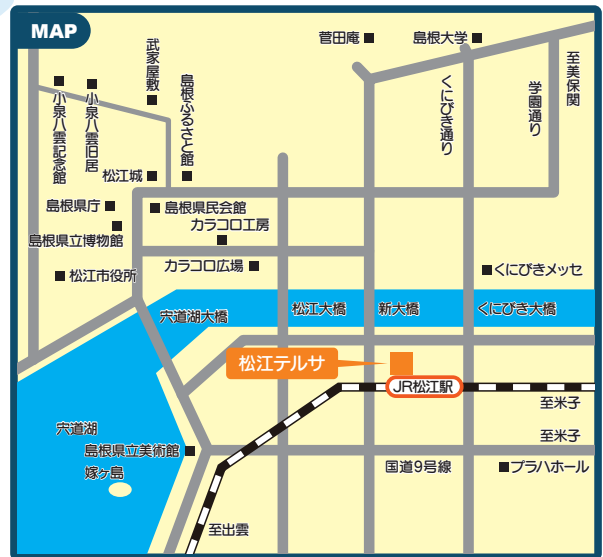 MAP
菅田庵
島根大学
武家屋敷
島根ふるさと館
小泉八雲記念館
小泉八雲旧居
くにびき通り
学園通り
至美保関
松江城
島根県庁
島根県民会館
カラコロ工房
島根県立博物館
カラコロ広場
くにびきメッセ
松江市役所
宍道湖大橋
松江大橋
新大橋
くにびき大橋
松江テルサ
JR松江駅
至米子
宍道湖
至米子
島根県立美術館
国道9号線
プラハホール
嫁ヶ島
至出雲